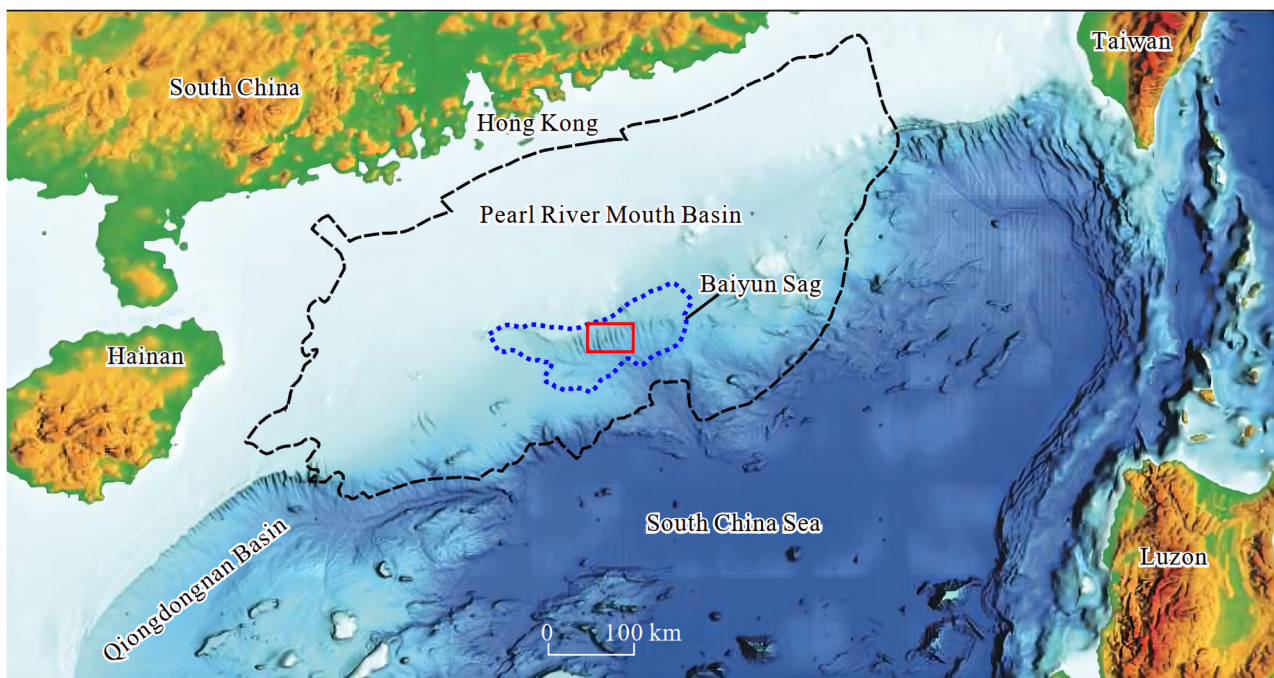 Taiwan
South China
Hong Kong
Pearl River Mouth Basin
Baiyun Sag
Hainan
South China Sea
Qiongdongnan Basin
Luzon
0 100 km